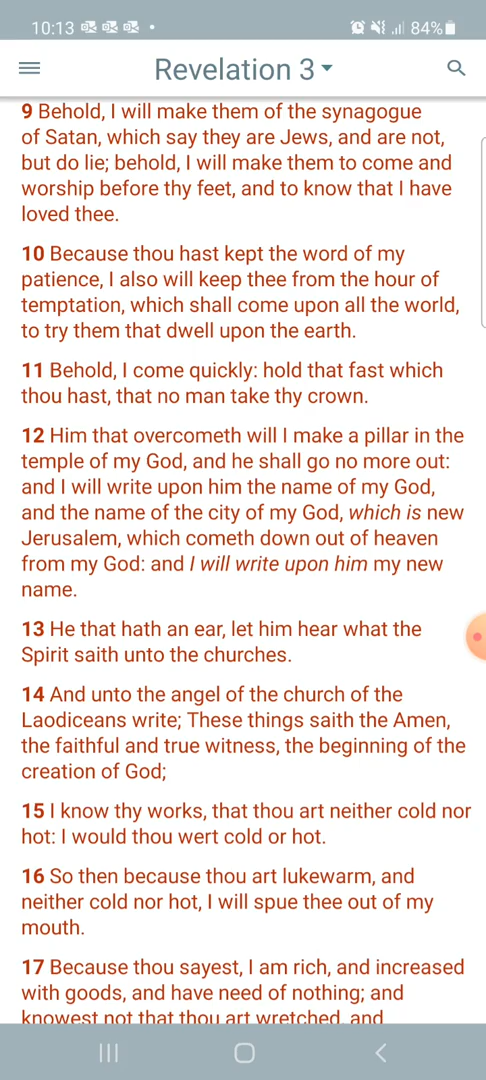 10:13
84%
Revelation 3
9 Behold, I will make them of the synagogue
of Satan, which say they are Jews, and are not,
but do lie; behold, I will make them to come and
worship before thy feet, and to know that I have
loved thee.
10 Because thou hast kept the word of my
patience, I also will keep thee from the hour of
temptation, which shall come upon all the world,
to try them that dwell upon the earth.
11 Behold, I come quickly: hold that fast which
thou hast, that no man take thy crown.
12 Him that overcometh will I make a pillar in the
temple of my God, and he shall go no more out:
and I will write upon him the name of my God,
and the name of the city of my God, which is new
Jerusalem, which cometh down out of heaven
from my God: and I will write upon him my new
name.
13 He that hath an ear, let him hear what the
Spirit saith unto the churches.
14 And unto the angel of the church of the
Laodiceans write; These things saith the Amen,
the faithful and true witness, the beginning of the
creation of God;
15 I know thy works, that thou art neither cold nor
hot: I would thou wert cold or hot.
16 So then because thou art lukewarm, and
neither cold nor hot, I will spue thee out of my
mouth.
17 Because thou sayest, I am rich, and increased
with goods, and have need of nothing; and
knowest not that thou art wretched, and